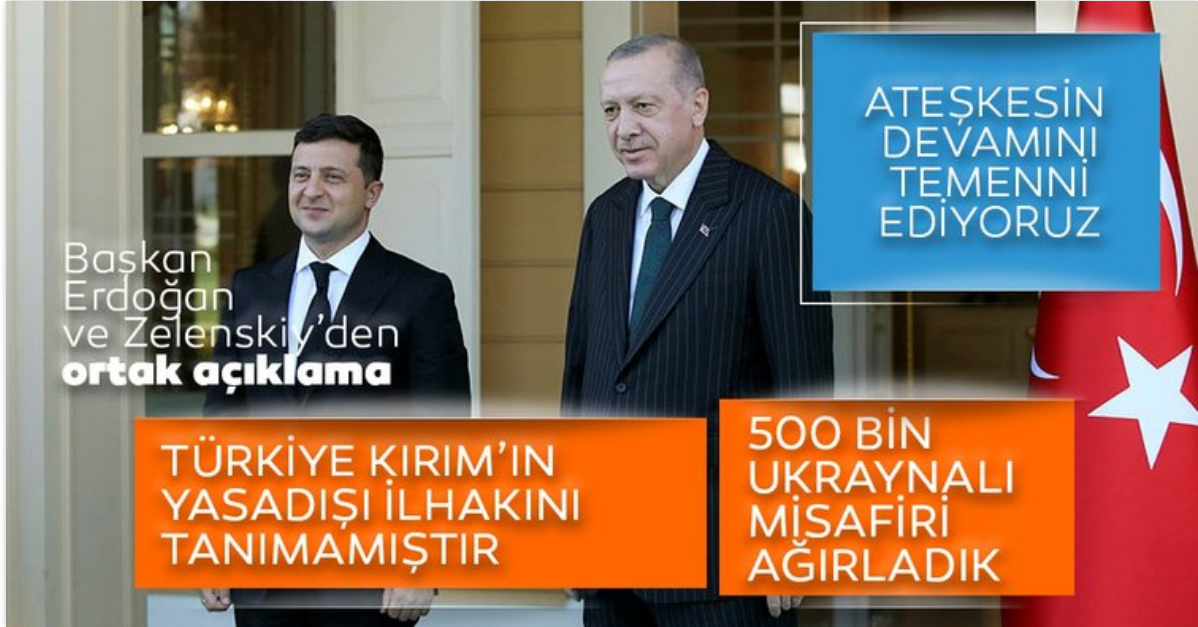 Başkan
Erdoğan
ve Zelenskiy’den
ortak açıklama
ATEŞKESİN
DEVAMINI
TEMENNİ
EDİYORUZ
TÜRKİYE KIRIM’IN
YASADIŞI İLHAKINI
TANIMAMIŞTIR
500 BİN
UKRAYNALI
MİSAFİRİ
AĞIRLADIK